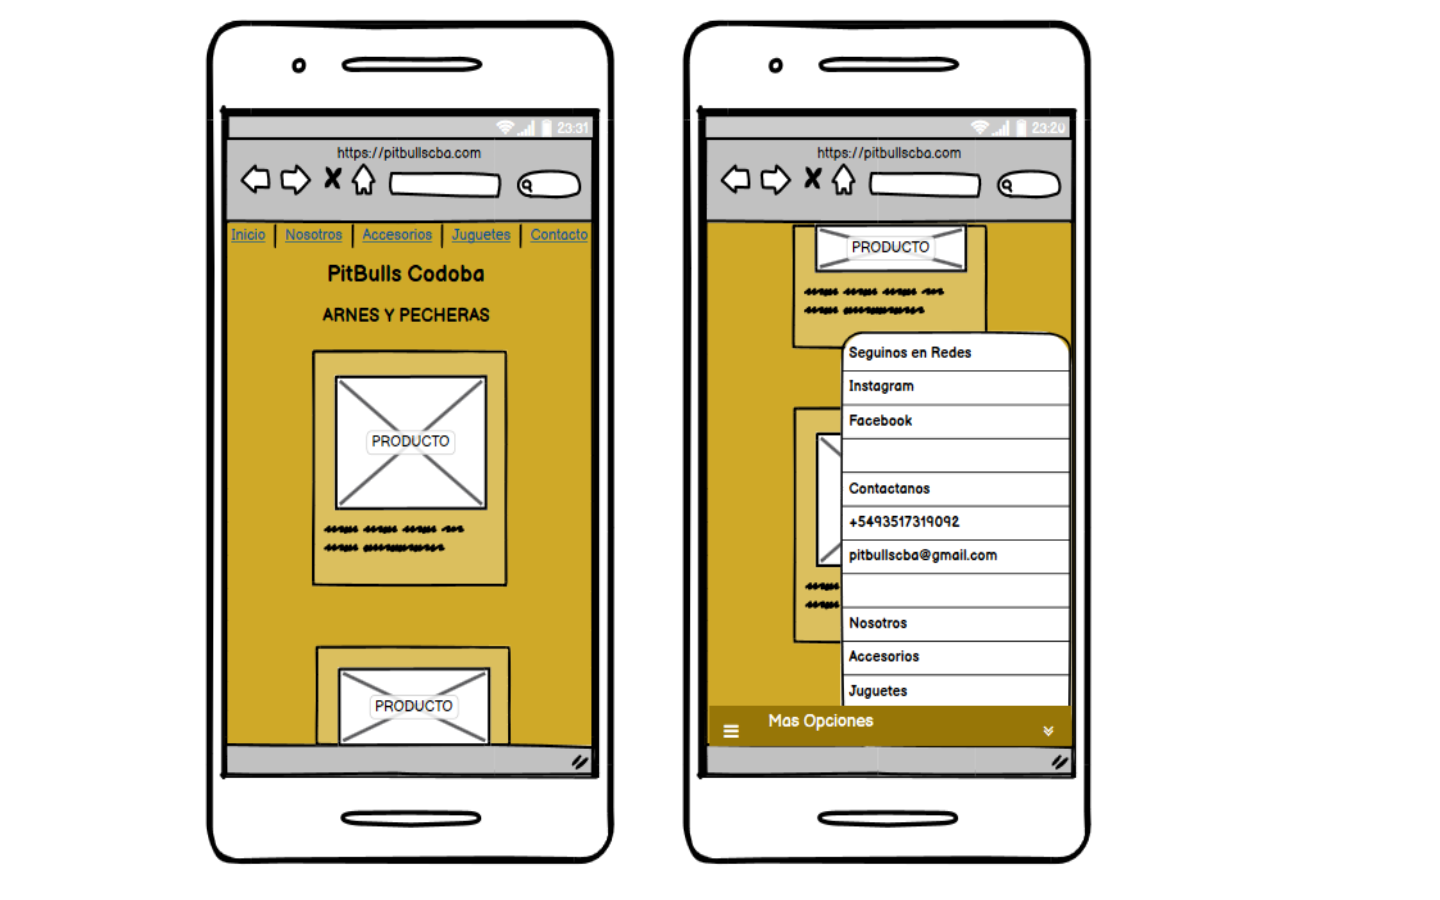 23:31
https://pitbullscba.com
Inicio Nosotros Accesorios Juguetes Contacto
PitBulls Codoba
ARNES Y PECHERAS
PRODUCTO
PRODUCTO
23:20
https://pitbullscba.com
PRODUCTO
Seguinos en Redes
Instagram
Facebook
Contactanos
+5493517319092
pitbullscba@gmail.com
Nosotros
Accesorios
Juguetes
Mas Opciones